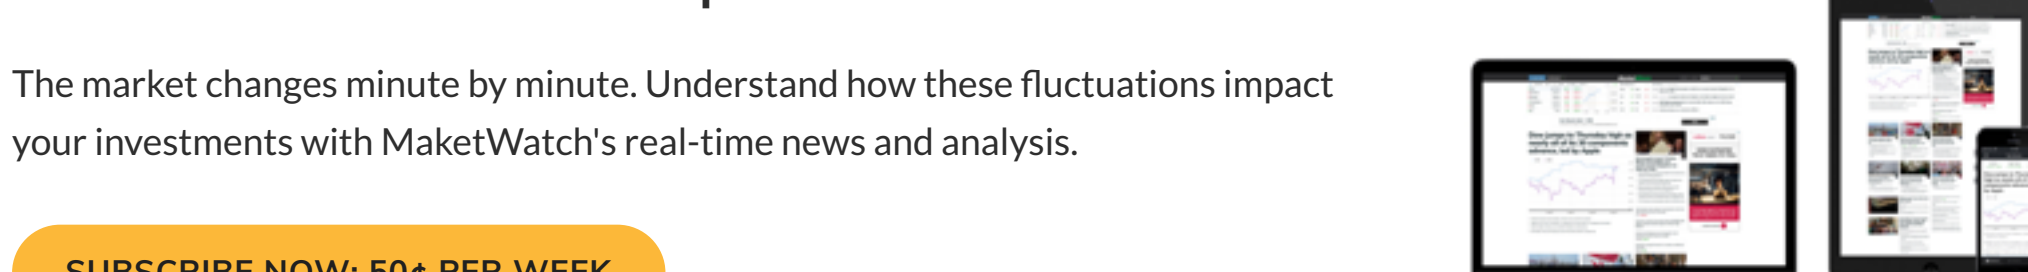 The market changes minute by minute. Understand how these fluctuations impact
your investments with MaketWatch's real-time news and analysis.
SUBSCRIBE NOW: 50¢ PER WEEK